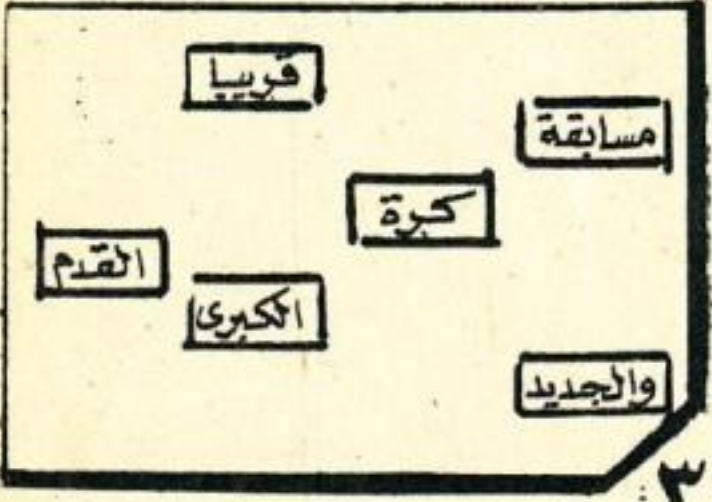 قريبا
مسابقة
كرة
القدم
الكبرى
والجديد
٣